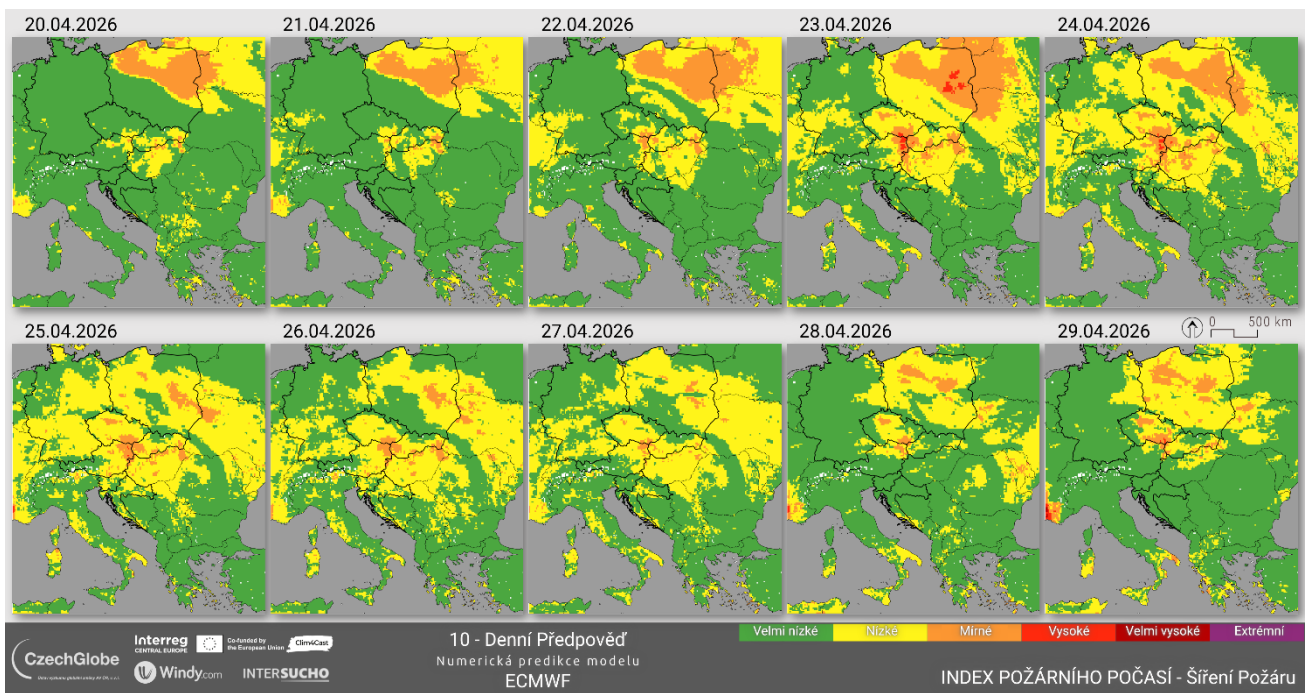 20.04.2026
21.04.2026
22.04.2026
23.04.2026
24.04.2026
25.04.2026
26.04.2026
27.04.2026
28.04.2026
29.04.2026
0 500 km
CzechGlobe
Interreg
CENTRAL EUROPE
Co-funded by
the European Union
Clim4Cast
Windy.com
INTERSUCHO
10 - Denní Předpověď
Numerická predikce modelu
ECMWF
Velmi nízké
Nízké
Mírné
Vysoké
Velmi vysoké
Extrémní
INDEX POŽÁRNÍHO POČASÍ - Šíření Požáru